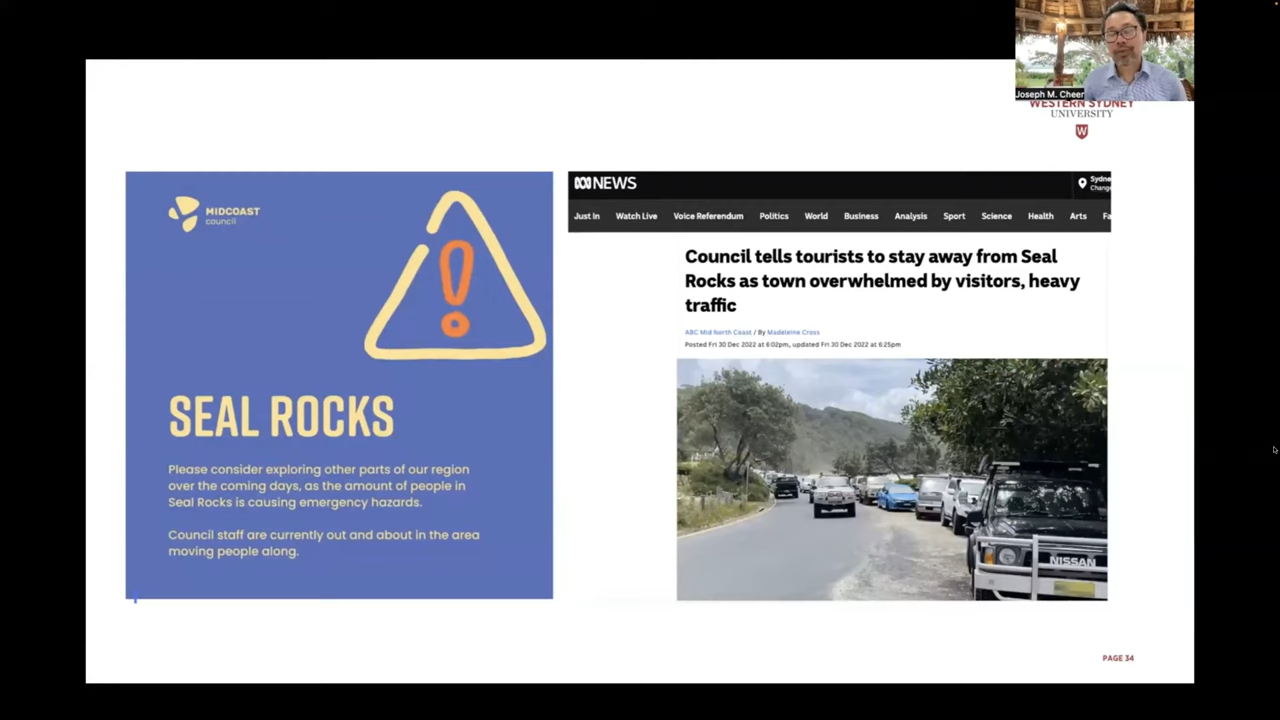 Joseph M. Cheer
WESTERN SYDNEY
UNIVERSITY
W
MIDCOAST
council
SEAL ROCKS
Please consider exploring other parts of our region
over the coming days, as the amount of people in
Seal Rocks is causing emergency hazards.
Council staff are currently out and about in the area
moving people along.
NEWS
Sydne
Change
Just In Watch Live Voice Referendum Politics World Business Analysis Sport Science Health Arts Fa
Council tells tourists to stay away from Seal
Rocks as town overwhelmed by visitors, heavy
traffic
ABC Mid North Coast / By Madeleine Cross
Posted Fri 30 Dec 2022 at 6:02pm, updated Fri 30 Dec 2022 at 6:25pm
NISSAN
PAGE 34